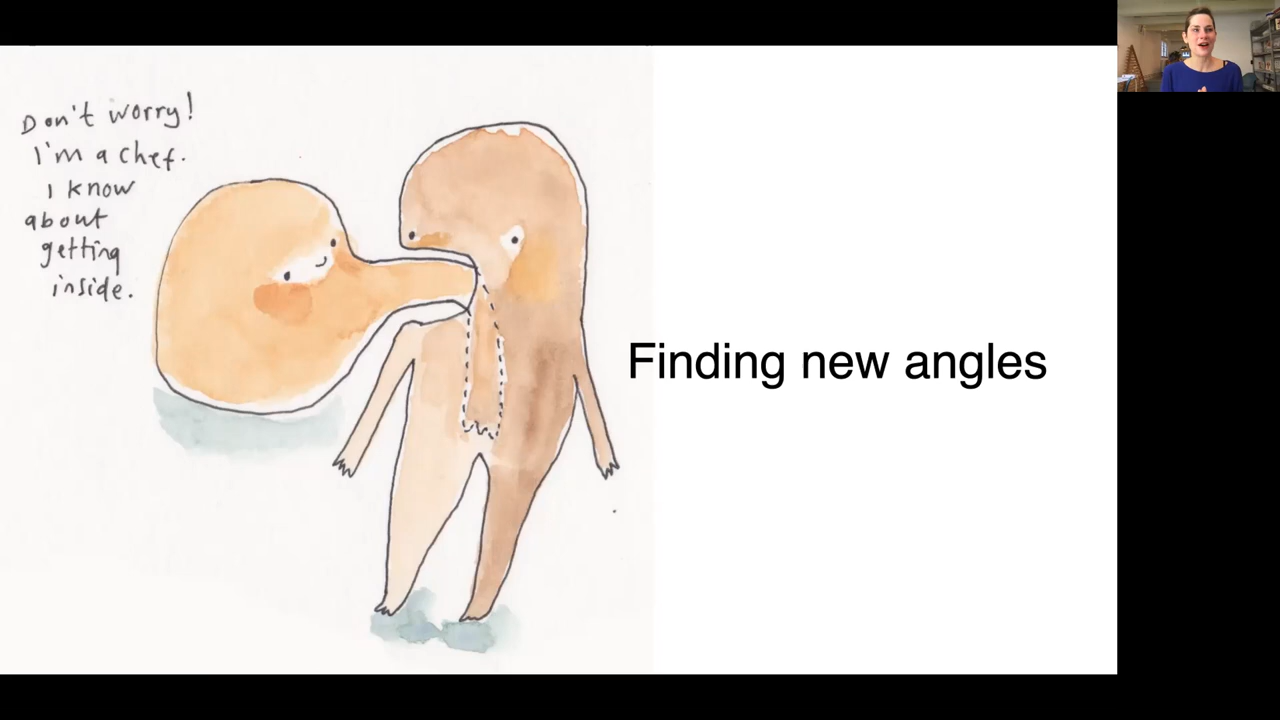 Don't worry!
I'm a chef.
I know
about
getting
inside.
Finding new angles